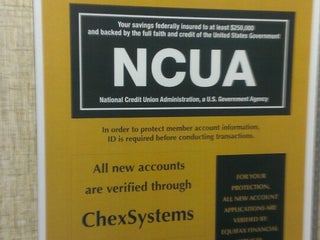 Your savings federally insured to at least $250,000
and backed by the full faith and credit of the United States Government
NCUA
National Credit Union Administration, a U.S. Government Agency
In order to protect member account information,
ID is required before conducting transactions.
All new accounts
are verified through
ChexSystems
FOR YOUR
PROTECTION,
ALL NEW ACCOUNT
APPLICATIONS ARE
VERIFIED BY
EQUIFAX FINANCIAL